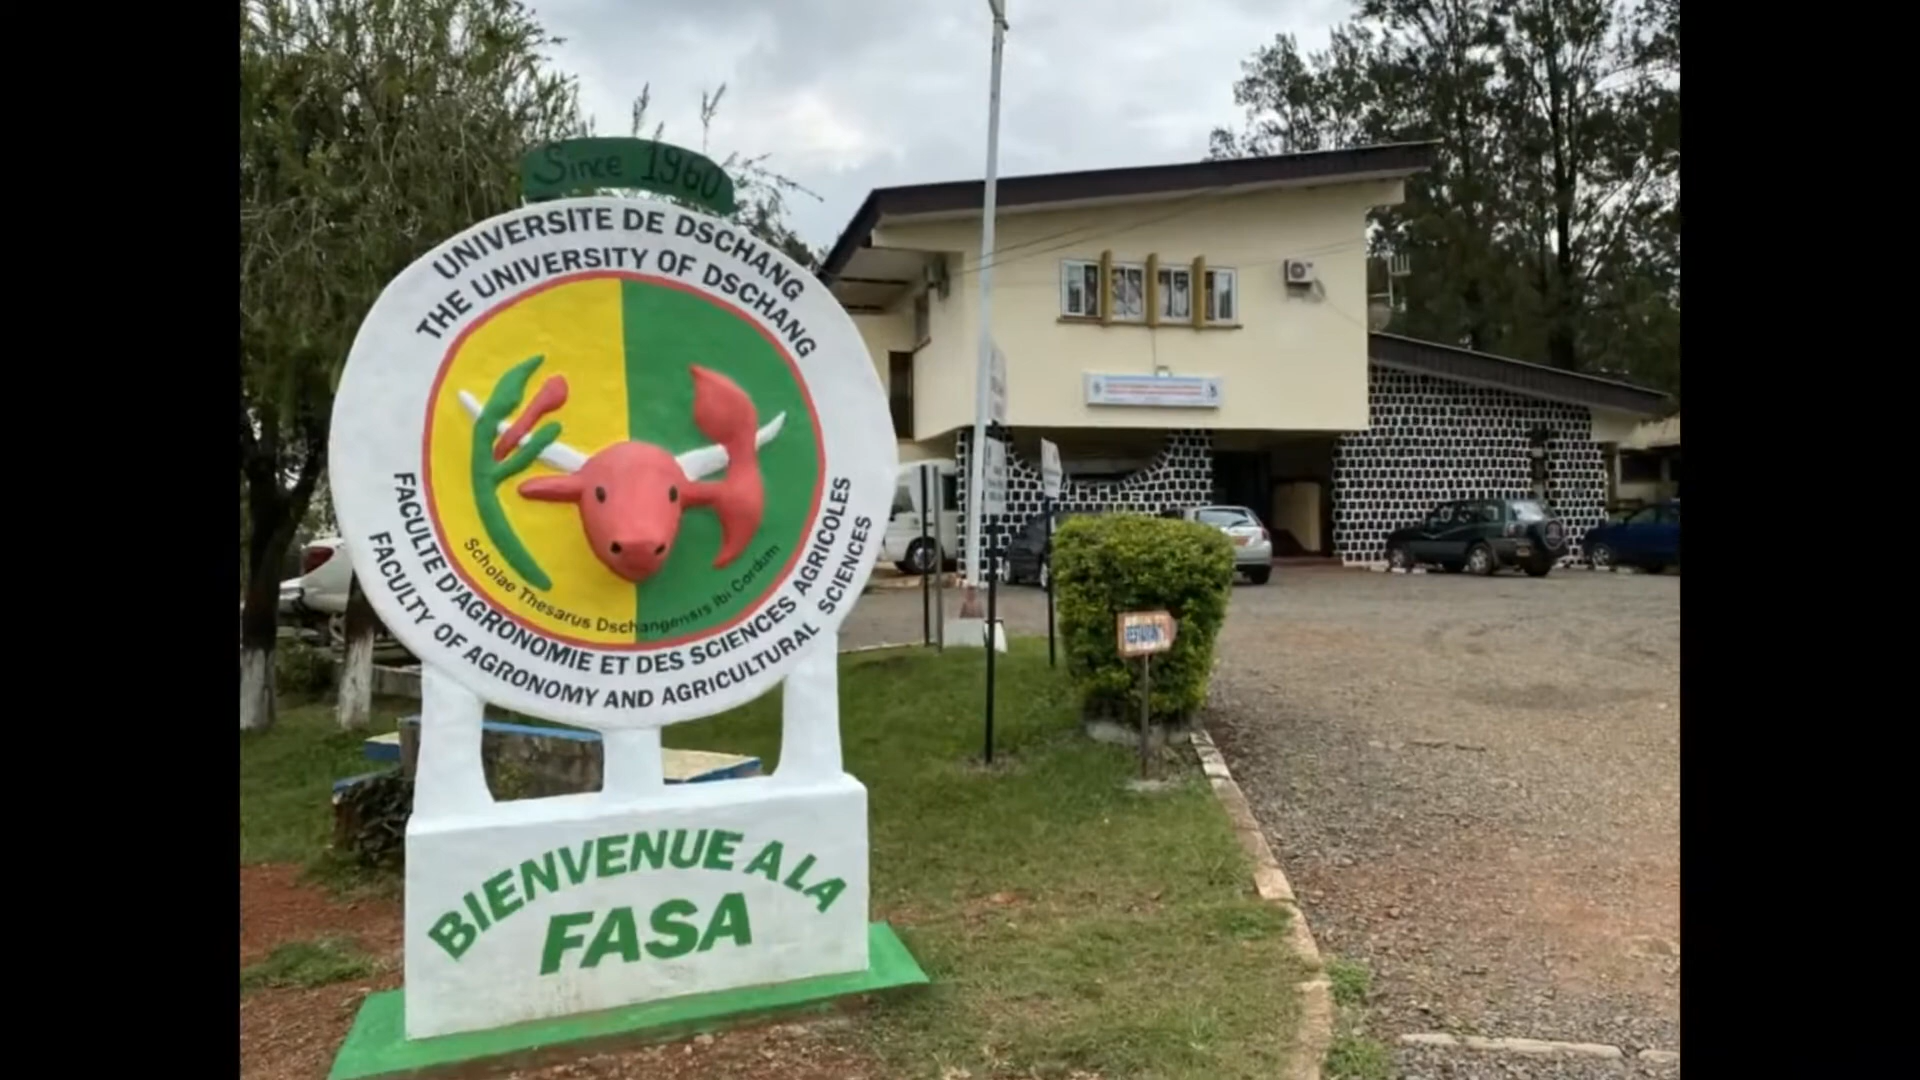 Since 1960
UNIVERSITE DE DSCHANG
THE UNIVERSITY OF DSCHANG
Scholae Thesarus Dschangensis Ibi Cordum
FACULTE D'AGRONOMIE ET DES SCIENCES AGRICOLES
FACULTY OF AGRONOMY AND AGRICULTURAL SCIENCES
BIENVENUE A LA
FASA
RESTAURANT